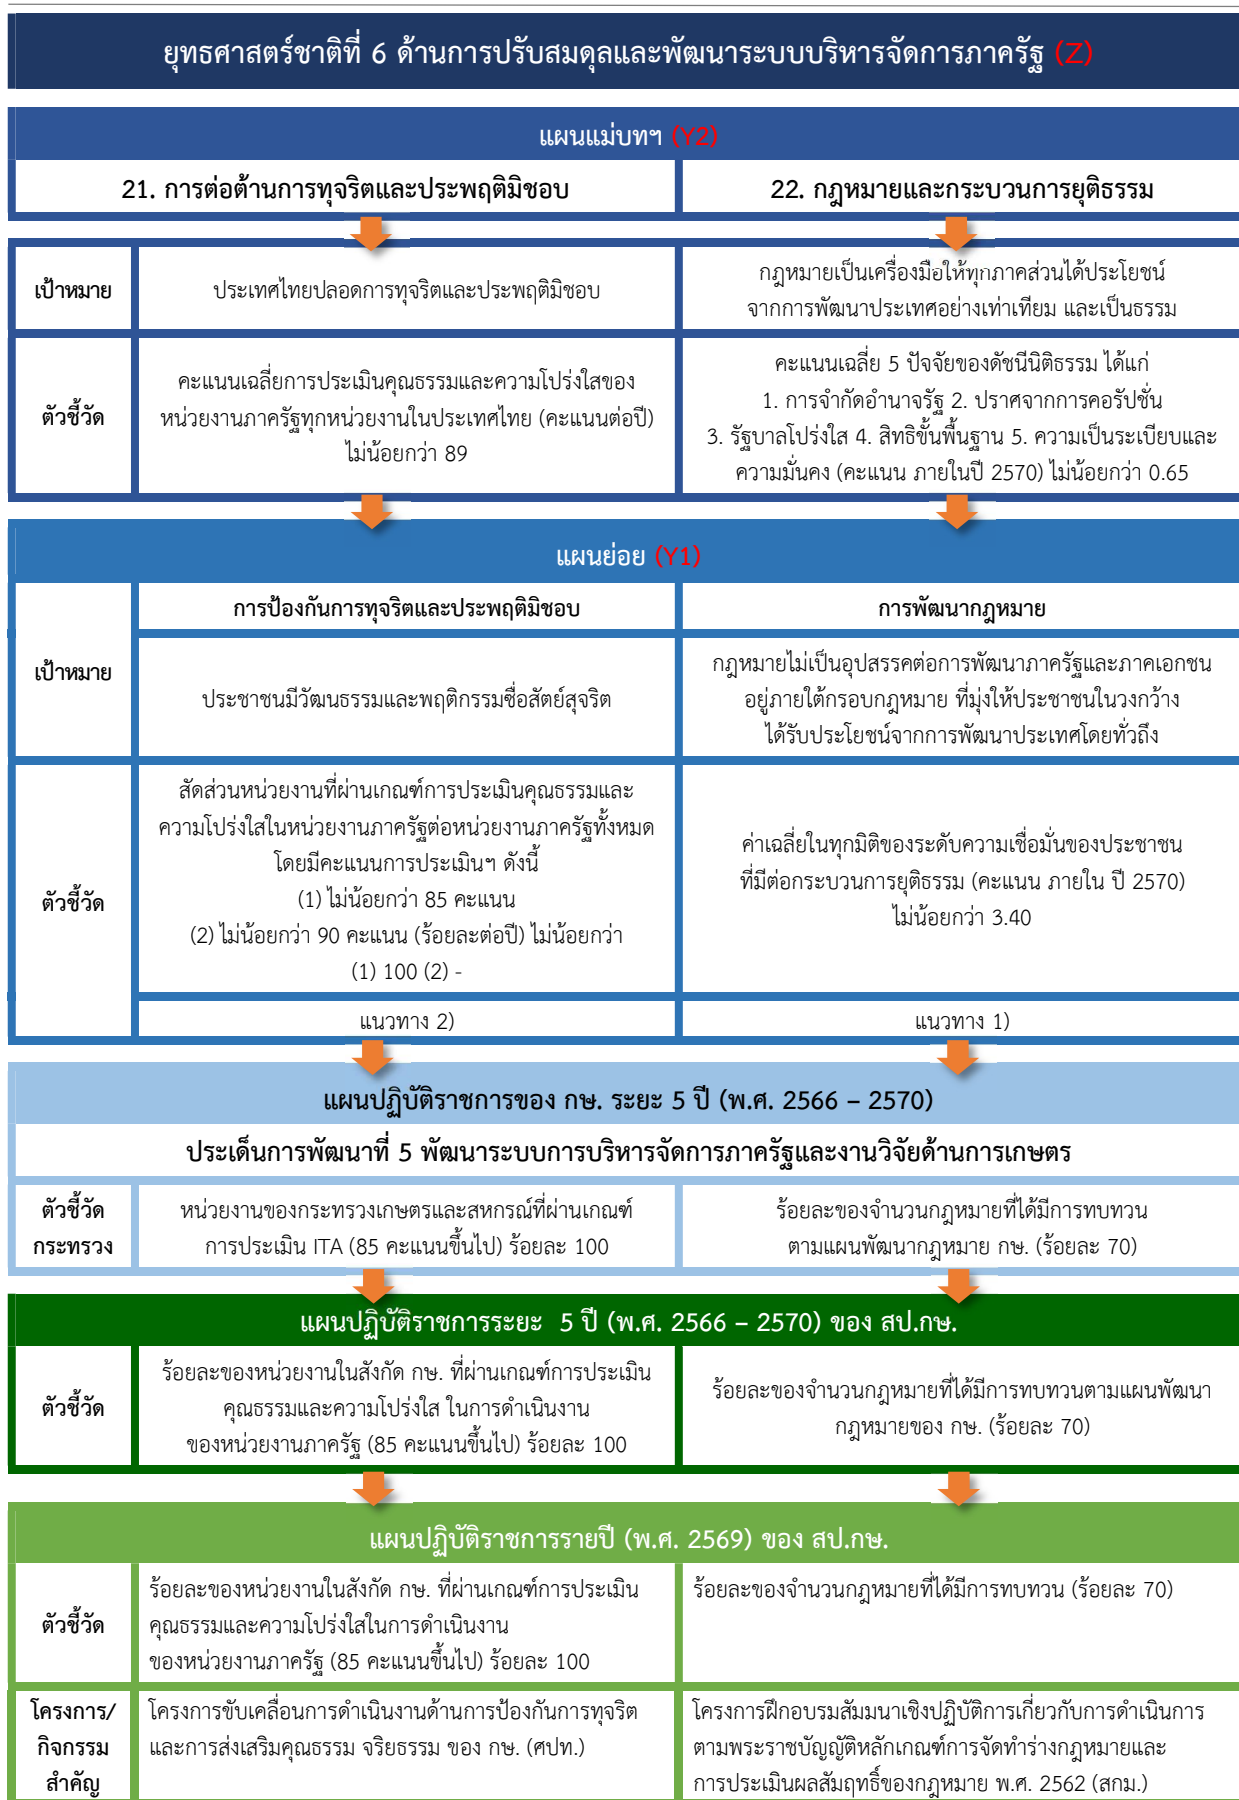 ยุทธศาสตร์ชาติที่ 6 ด้านการปรับสมดุลและพัฒนาระบบบริหารจัดการภาครัฐ (Z)
แผนแม่บทฯ (Y2)
21. การต่อต้านการทุจริตและประพฤติมิชอบ
22. กฎหมายและกระบวนการยุติธรรม
เป้าหมาย
ประเทศไทยปลอดการทุจริตและประพฤติมิชอบ
กฎหมายเป็นเครื่องมือให้ทุกภาคส่วนได้ประโยชน์
จากการพัฒนาประเทศอย่างเท่าเทียม และเป็นธรรม
ตัวชี้วัด
คะแนนเฉลี่ยการประเมินคุณธรรมและความโปร่งใสของ
หน่วยงานภาครัฐทุกหน่วยงานในประเทศไทย (คะแนนต่อปี)
ไม่น้อยกว่า 89
คะแนนเฉลี่ย 5 ปัจจัยของดัชนีนิติธรรม ได้แก่
1. การจำกัดอำนาจรัฐ 2. ปราศจากการคอรัปชั่น
3. รัฐบาลโปร่งใส 4. สิทธิขั้นพื้นฐาน 5. ความเป็นระเบียบและ
ความมั่นคง (คะแนน ภายในปี 2570) ไม่น้อยกว่า 0.65
แผนย่อย (Y1)
เป้าหมาย
การป้องกันการทุจริตและประพฤติมิชอบ
การพัฒนากฎหมาย
ประชาชนมีวัฒนธรรมและพฤติกรรมซื่อสัตย์สุจริต
กฎหมายไม่เป็นอุปสรรคต่อการพัฒนาภาครัฐและภาคเอกชน
อยู่ภายใต้กรอบกฎหมาย ที่มุ่งให้ประชาชนในวงกว้าง
ได้รับประโยชน์จากการพัฒนาประเทศโดยทั่วถึง
ตัวชี้วัด
สัดส่วนหน่วยงานที่ผ่านเกณฑ์การประเมินคุณธรรมและ
ความโปร่งใสในหน่วยงานภาครัฐต่อหน่วยงานภาครัฐทั้งหมด
โดยมีคะแนนการประเมินฯ ดังนี้
(1) ไม่น้อยกว่า 85 คะแนน
(2) ไม่น้อยกว่า 90 คะแนน (ร้อยละต่อปี) ไม่น้อยกว่า
(1) 100 (2) -
ค่าเฉลี่ยในทุกมิติของระดับความเชื่อมั่นของประชาชน
ที่มีต่อกระบวนการยุติธรรม (คะแนน ภายใน ปี 2570)
ไม่น้อยกว่า 3.40
แนวทาง 2)
แนวทาง 1)
แผนปฏิบัติราชการของ กษ. ระยะ 5 ปี (พ.ศ. 2566 – 2570)
ประเด็นการพัฒนาที่ 5 พัฒนาระบบการบริหารจัดการภาครัฐและงานวิจัยด้านการเกษตร
ตัวชี้วัด
กระทรวง
หน่วยงานของกระทรวงเกษตรและสหกรณ์ที่ผ่านเกณฑ์
การประเมิน ITA (85 คะแนนขึ้นไป) ร้อยละ 100
ร้อยละของจำนวนกฎหมายที่ได้มีการทบทวน
ตามแผนพัฒนากฎหมาย กษ. (ร้อยละ 70)
แผนปฏิบัติราชการระยะ 5 ปี (พ.ศ. 2566 – 2570) ของ สป.กษ.
ตัวชี้วัด
ร้อยละของหน่วยงานในสังกัด กษ. ที่ผ่านเกณฑ์การประเมิน
คุณธรรมและความโปร่งใส ในการดำเนินงาน
ของหน่วยงานภาครัฐ (85 คะแนนขึ้นไป) ร้อยละ 100
ร้อยละของจำนวนกฎหมายที่ได้มีการทบทวนตามแผนพัฒนา
กฎหมายของ กษ. (ร้อยละ 70)
แผนปฏิบัติราชการรายปี (พ.ศ. 2569) ของ สป.กษ.
ตัวชี้วัด
ร้อยละของหน่วยงานในสังกัด กษ. ที่ผ่านเกณฑ์การประเมิน
คุณธรรมและความโปร่งใสในการดำเนินงาน
ของหน่วยงานภาครัฐ (85 คะแนนขึ้นไป) ร้อยละ 100
ร้อยละของจำนวนกฎหมายที่ได้มีการทบทวน (ร้อยละ 70)
โครงการ/
กิจกรรม
สำคัญ
โครงการขับเคลื่อนการดำเนินงานด้านการป้องกันการทุจริต
และการส่งเสริมคุณธรรม จริยธรรม ของ กษ. (ศปท.)
โครงการฝึกอบรมสัมมนาเชิงปฏิบัติการเกี่ยวกับการดำเนินการ
ตามพระราชบัญญัติหลักเกณฑ์การจัดทำร่างกฎหมายและ
การประเมินผลสัมฤทธิ์ของกฎหมาย พ.ศ. 2562 (สกม.)